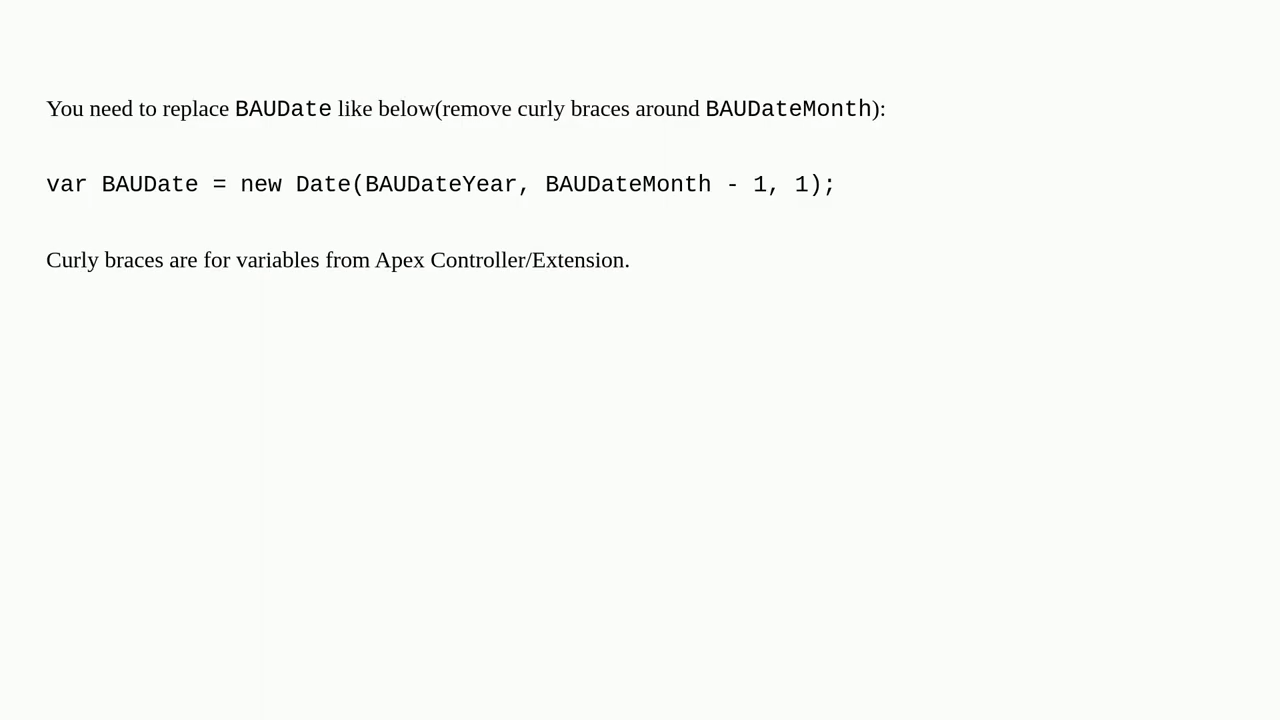 You need to replace BAUDate like below(remove curly braces around BAUDateMonth):
var BAUDate = new Date(BAUDateYear, BAUDateMonth - 1, 1);
Curly braces are for variables from Apex Controller/Extension.